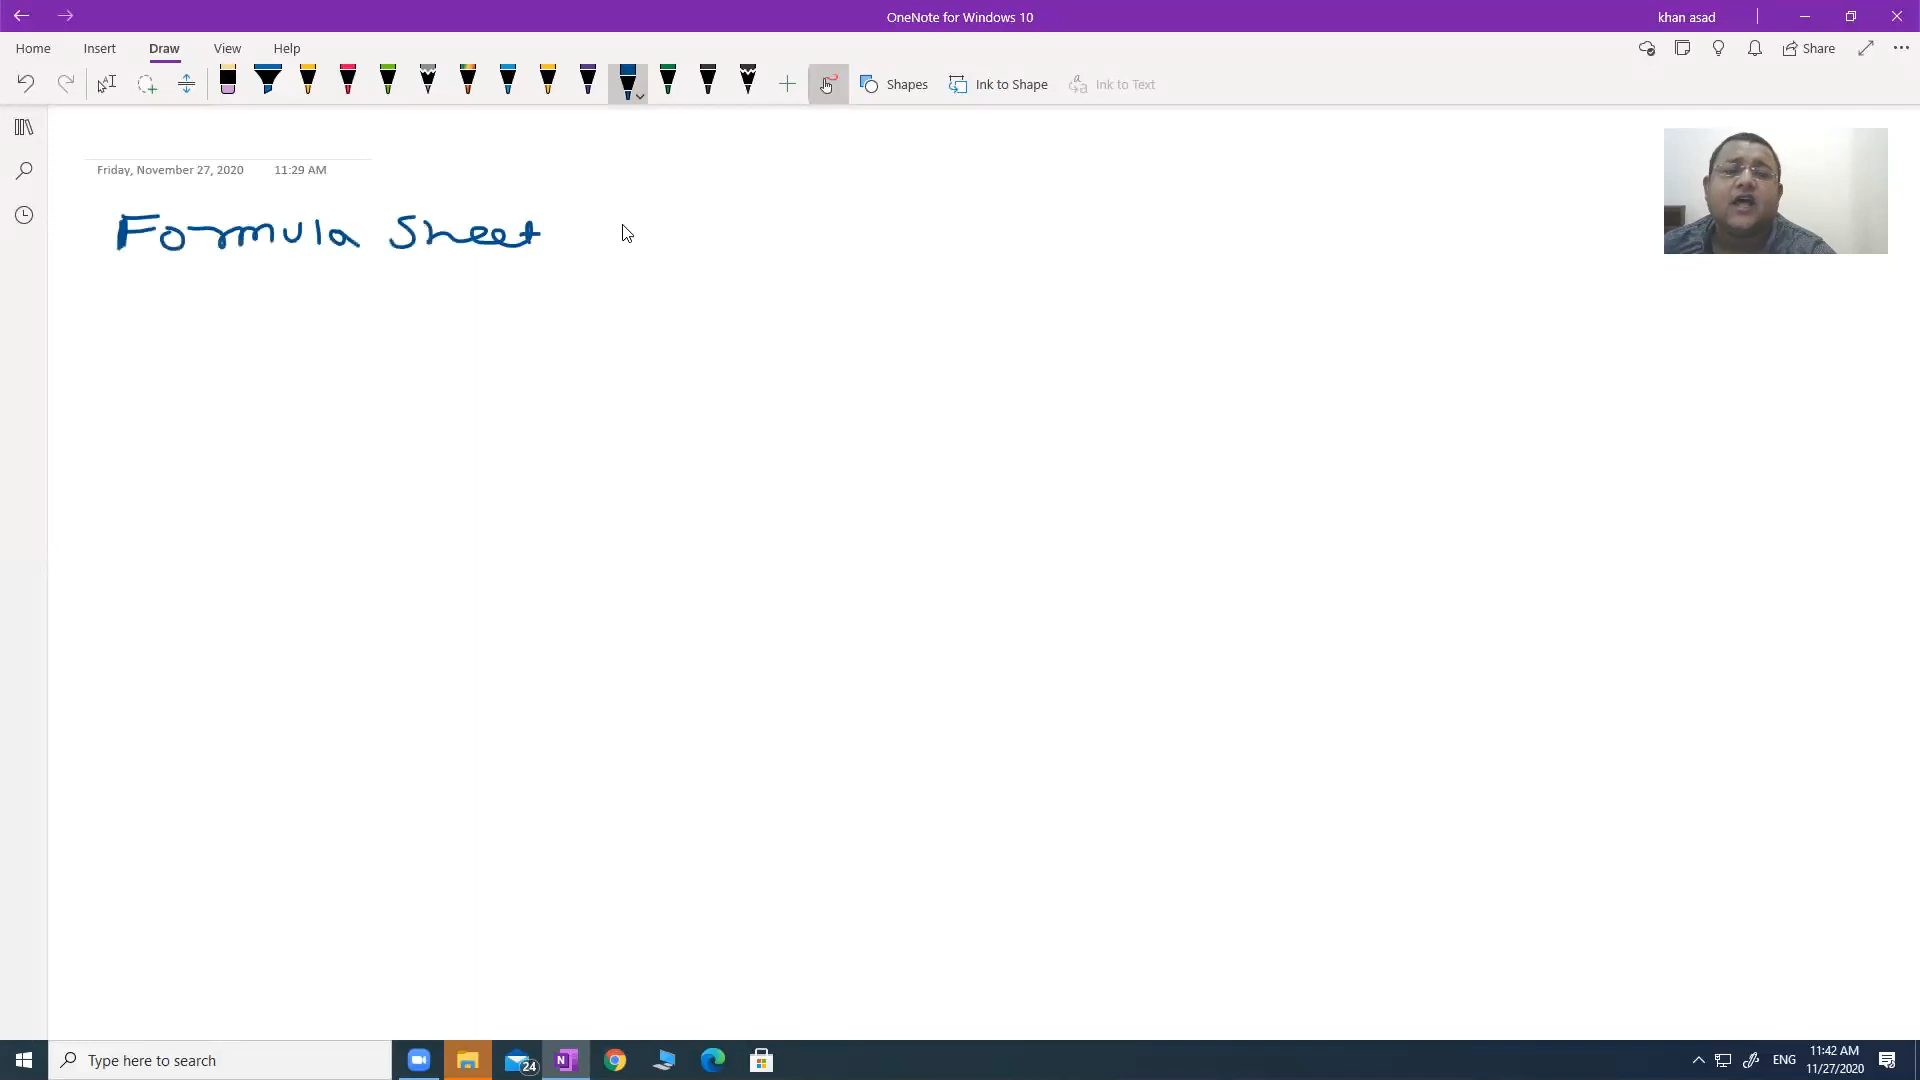 OneNote for Windows 10
khan asad
Home Insert Draw View Help
Share
Shapes Ink to Shape Ink to Text
Friday, November 27, 2020 11:29 AM
Formula Sheet
Type here to search
24
N
ENG
11:42 AM
11/27/2020